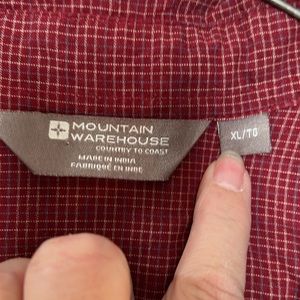 MOUNTAIN
WAREHOUSE
COUNTRY TO COAST
MADE IN INDIA
FABRIQUÉ EN INDE
XL/TG